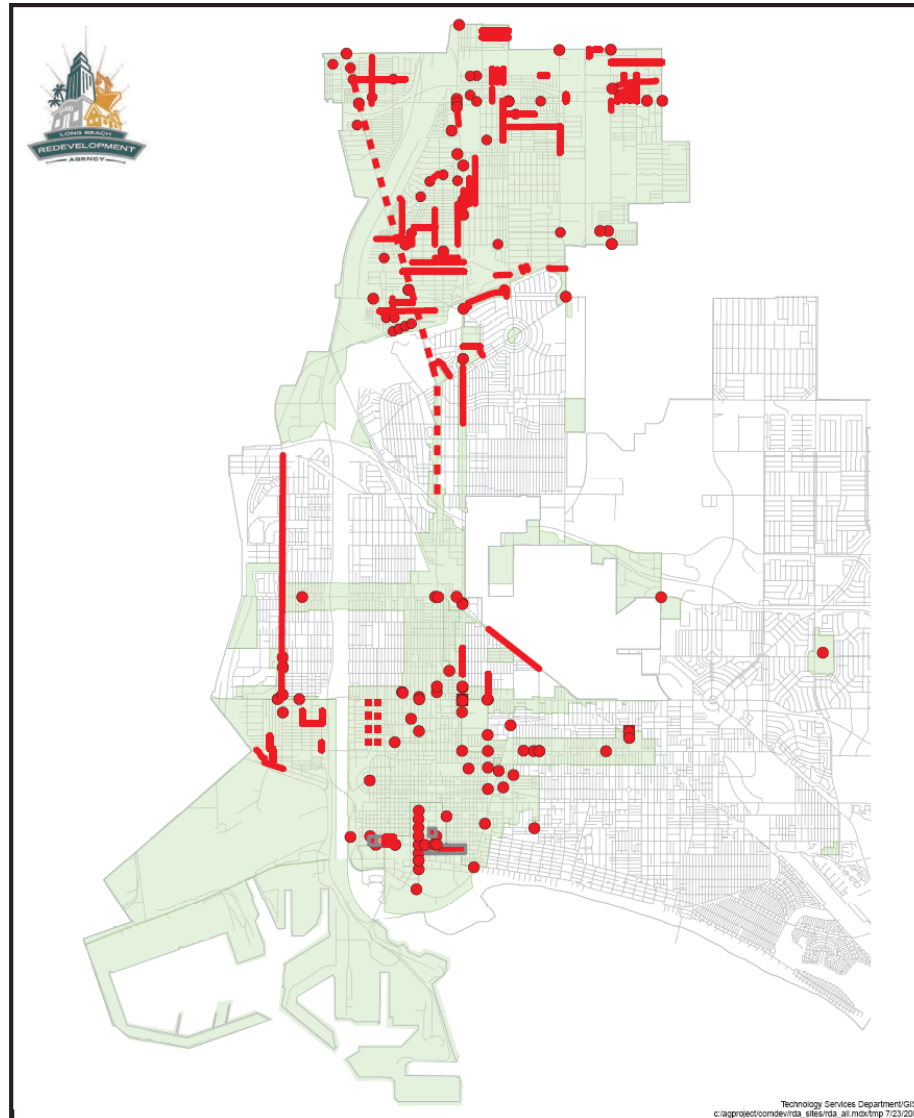 LONG BEACH
REDEVELOPMENT
AGENCY
Technology Services Department/GIS
c:/agproject/comdev/rda_sites/rda_all.mdx/tmp 7/23/20